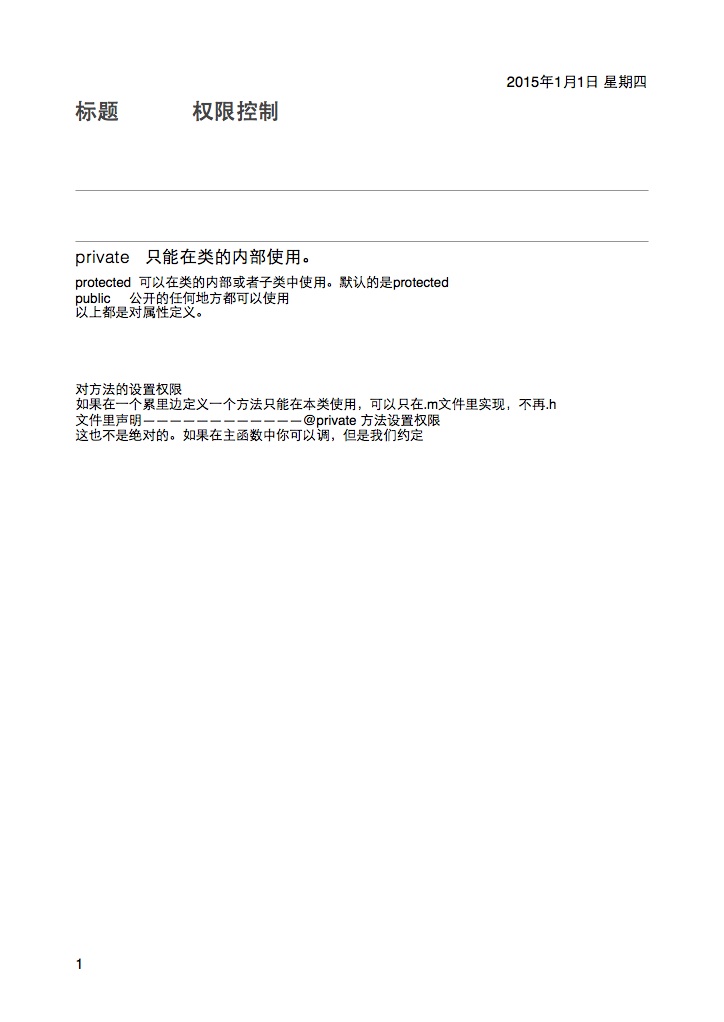 2015年1月1日 星期四
标题 权限控制
private 只能在类的内部使用。
protected 可以在类的内部或者子类中使用。默认的是protected
public 公开的任何地方都可以使用
以上都是对属性定义。
对方法的设置权限
如果在一个累里边定义一个方法只能在本类使用，可以只在.m文件里实现，不再.h
文件里声明————————————@private 方法设置权限
这也不是绝对的。如果在主函数中你可以调，但是我们约定
1